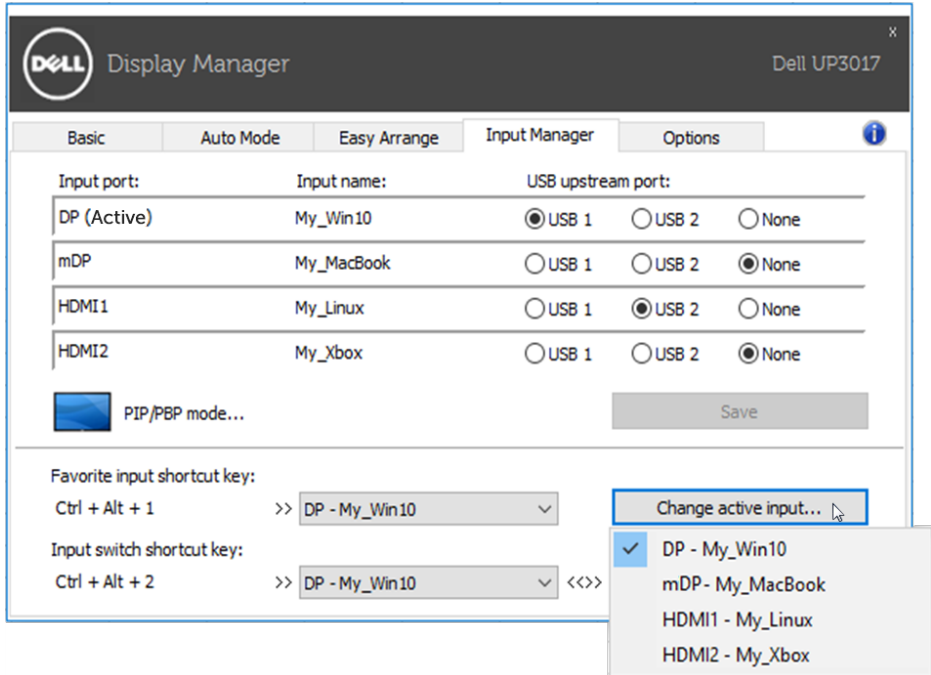 DELL Display Manager
x
Dell UP3017
Basic Auto Mode Easy Arrange Input Manager Options i
Input port: Input name: USB upstream port:
DP (Active) My_Win10 USB 1 USB 2 None
mDP My_MacBook USB 1 USB 2 None
HDMI1 My_Linux USB 1 USB 2 None
HDMI2 My_Xbox USB 1 USB 2 None
PIP/PBP mode... Save
Favorite input shortcut key:
Ctrl + Alt + 1 >> DP - My_Win10 Change active input...
Input switch shortcut key:
Ctrl + Alt + 2 >> DP - My_Win10 <<>>
DP - My_Win10
mDP- My_MacBook
HDMI1 - My_Linux
HDMI2 - My_Xbox